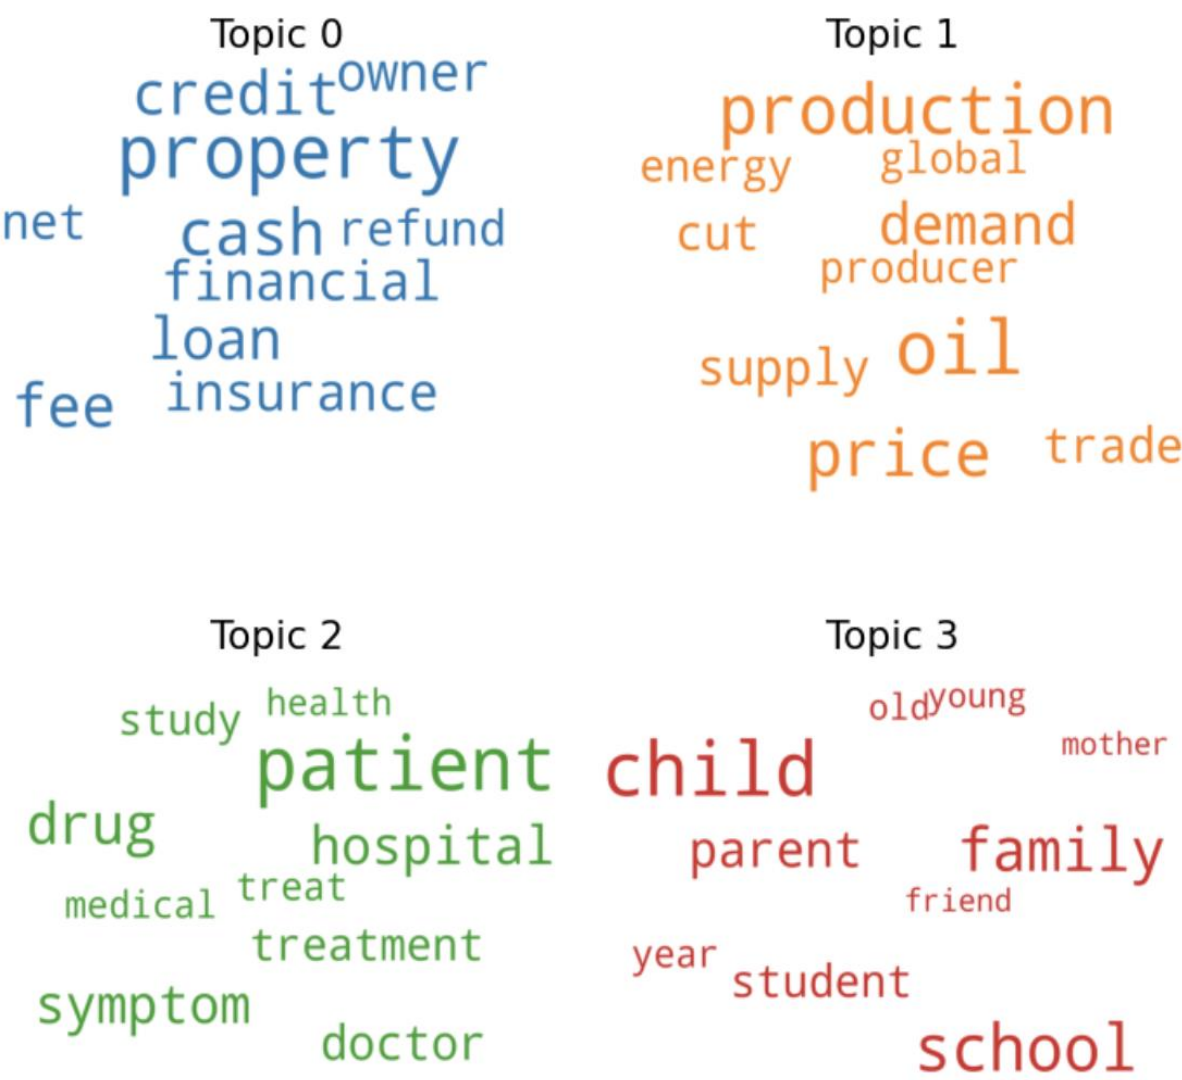 Topic 0
credit owner
property
net cash refund
financial
loan
fee insurance
Topic 1
production
energy global
cut demand
producer
supply oil
price trade
Topic 2
study health
patient
drug hospital
medical treat
treatment
symptom
doctor
Topic 3
old young
mother
child
parent family
friend
year student
school